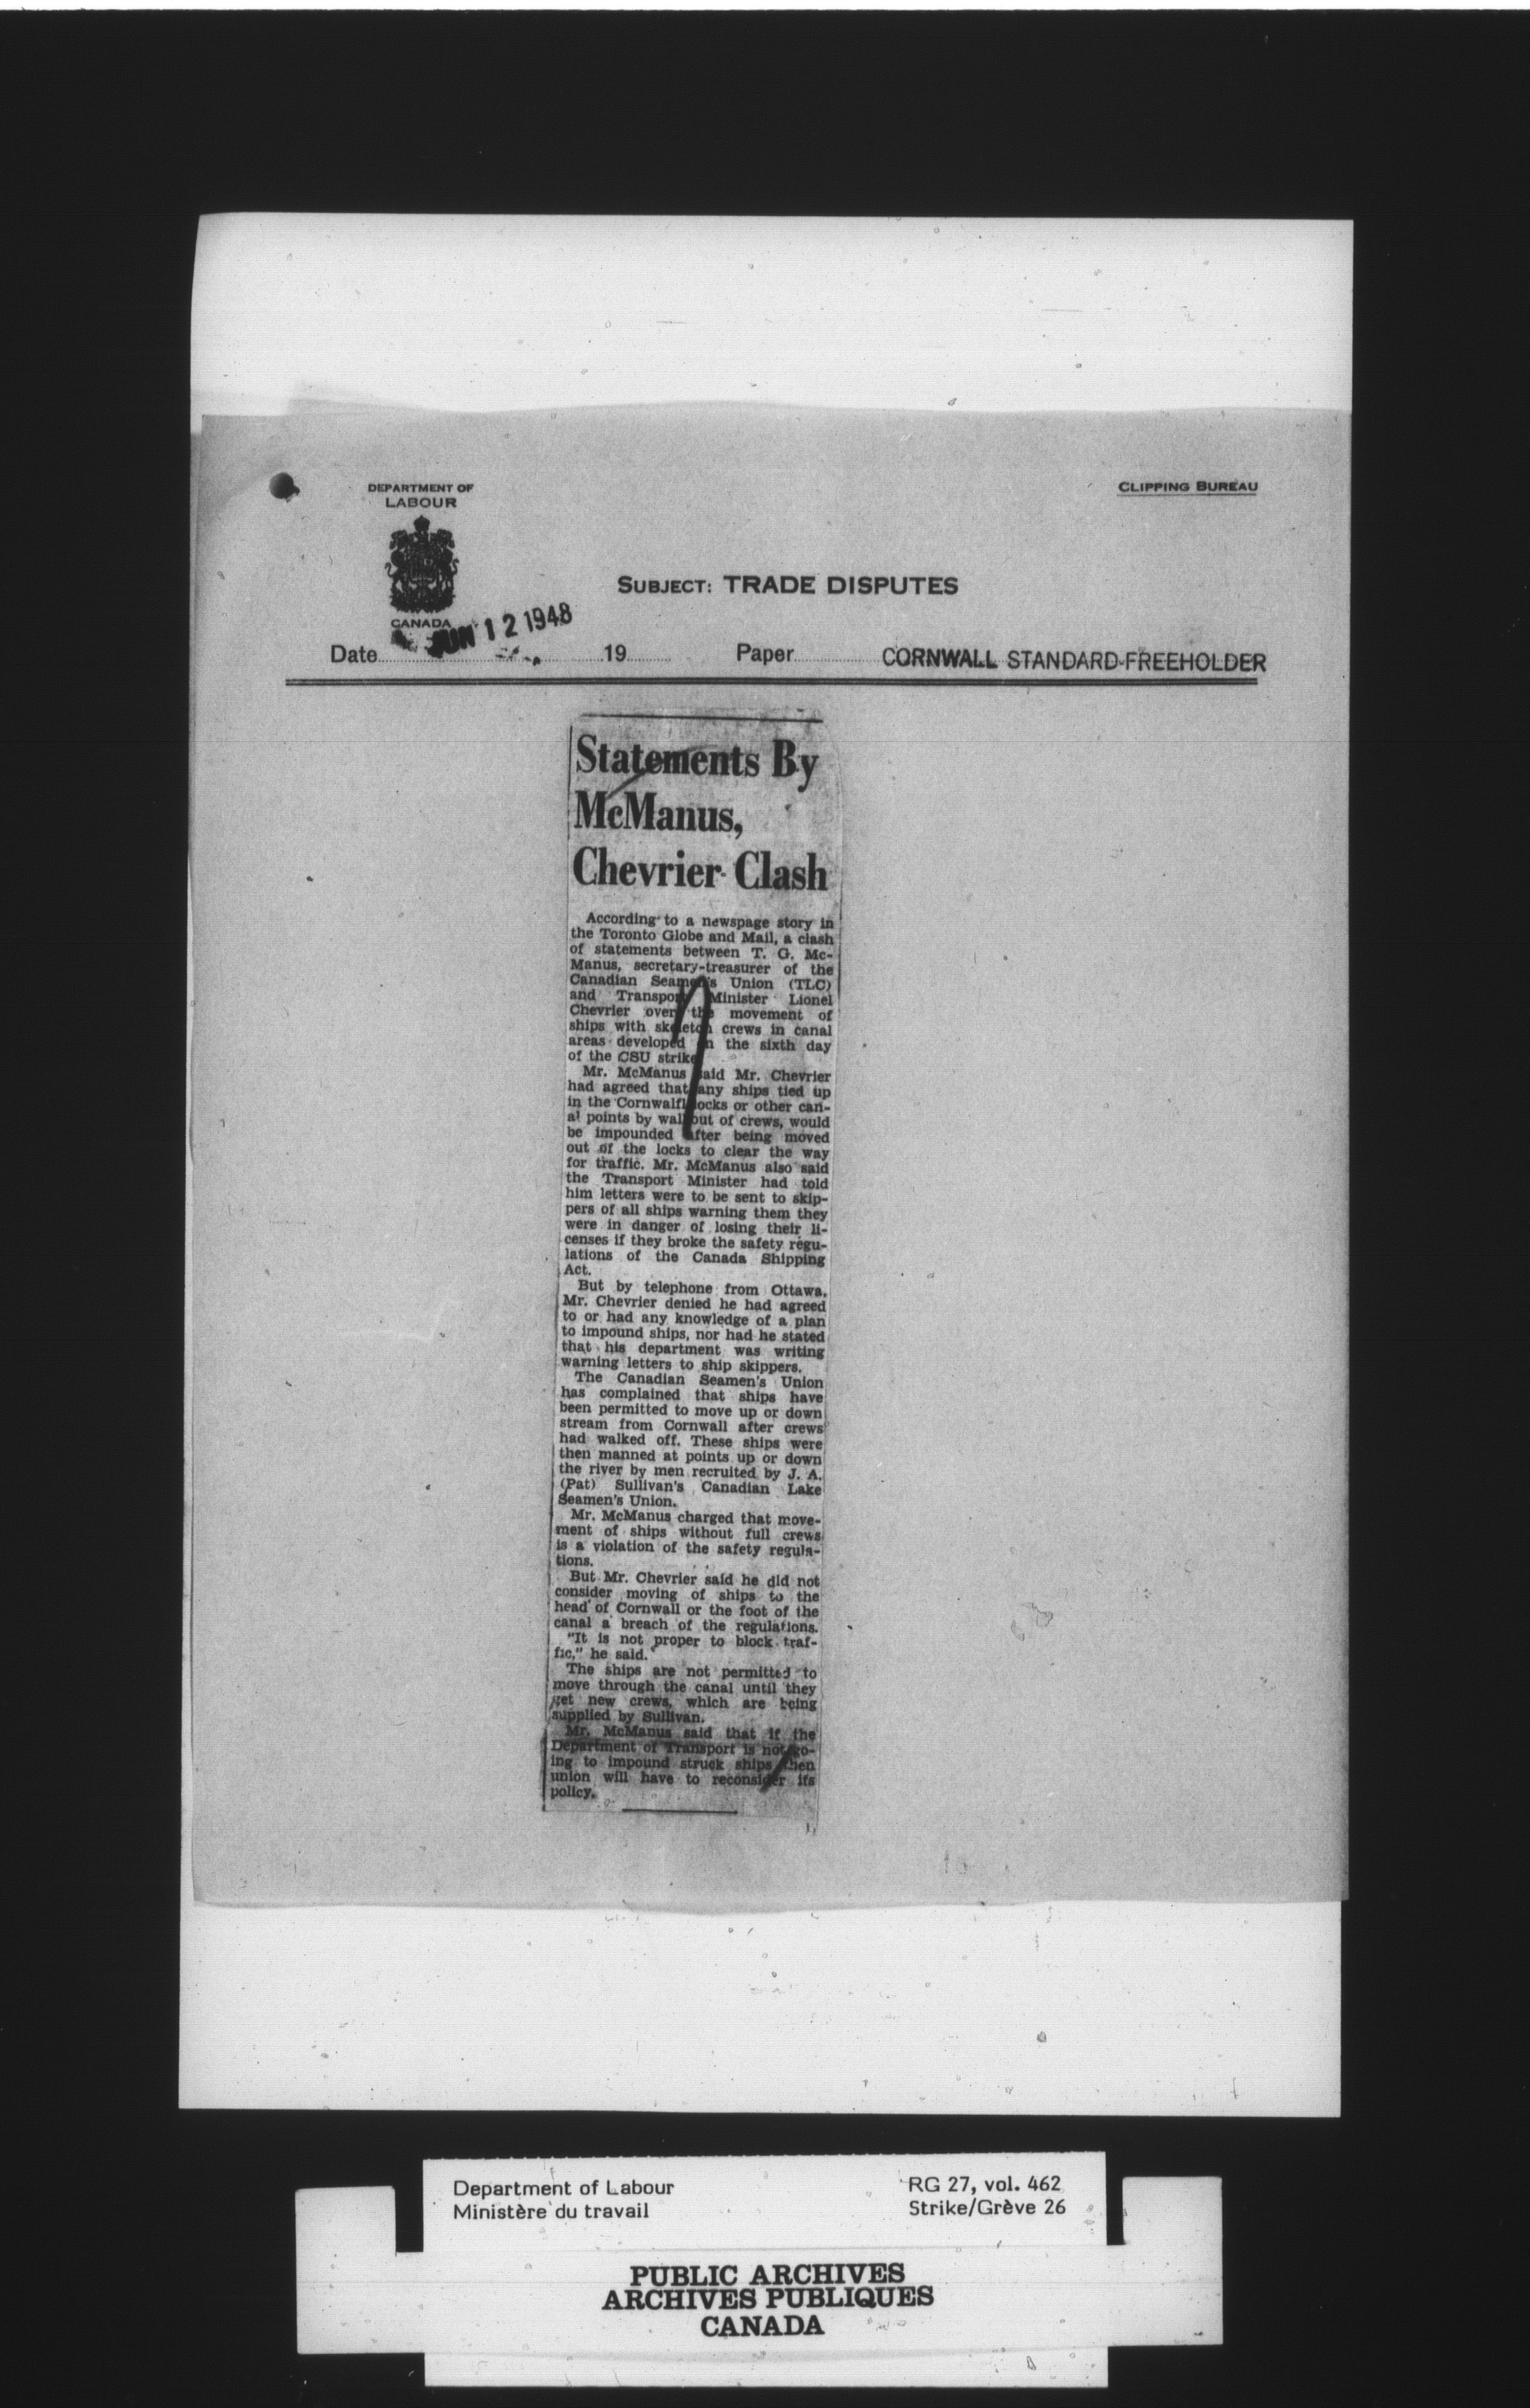 DEPARTMENT OF
LABOUR
CANADA
CLIPPING BUREAU
SUBJECT: TRADE DISPUTES
JUN 12 1948
Date 19 Paper CORNWALL STANDARD-FREEHOLDER
Statements By
McManus,
Chevrier Clash
According to a newspage story in
the Toronto Globe and Mail, a clash
of statements between T. G. Mc-
Manus, secretary-treasurer of the
Canadian Seamen's Union (TLC)
and Transport Minister Lionel
Chevrier over the movement of
ships with skeleton crews in canal
areas developed on the sixth day
of the CSU strike.
Mr. McManus said Mr. Chevrier
had agreed that any ships tied up
in the Cornwall locks or other can-
al points by walkout of crews, would
be impounded after being moved
out of the locks to clear the way
for traffic. Mr. McManus also said
the Transport Minister had told
him letters were to be sent to skip-
pers of all ships warning them they
were in danger of losing their li-
censes if they broke the safety regu-
lations of the Canada Shipping
Act.
But by telephone from Ottawa,
Mr. Chevrier denied he had agreed
to or had any knowledge of a plan
to impound ships, nor had he stated
that his department was writing
warning letters to ship skippers.
The Canadian Seamen's Union
has complained that ships have
been permitted to move up or down
stream from Cornwall after crews
had walked off. These ships were
then manned at points up or down
the river by men recruited by J. A.
(Pat) Sullivan's Canadian Lake
Seamen's Union.
Mr. McManus charged that move-
ment of ships without full crews
is a violation of the safety regula-
tions.
But Mr. Chevrier said he did not
consider moving of ships to the
head of Cornwall or the foot of the
canal a breach of the regulations.
"It is not proper to block traf-
fic," he said.
The ships are not permitted to
move through the canal until they
get new crews, which are being
supplied by Sullivan.
Mr. McManus said that if the
Department of Transport is not go-
ing to impound struck ships then
union will have to reconsider its
policy.
Department of Labour
Ministère du travail
RG 27, vol. 462
Strike/Grève 26
PUBLIC ARCHIVES
ARCHIVES PUBLIQUES
CANADA